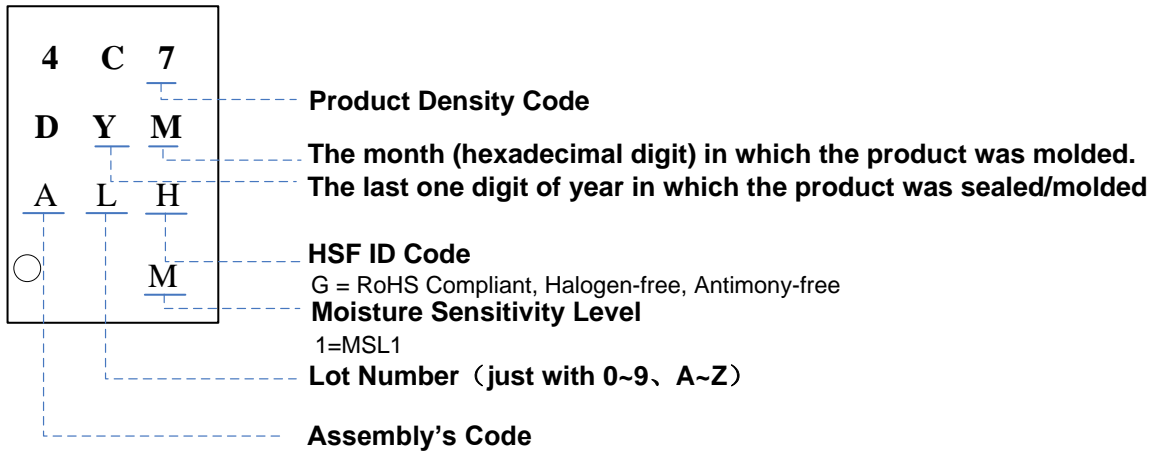 4 C 7
Product Density Code
D Y M
The month (hexadecimal digit) in which the product was molded.
The last one digit of year in which the product was sealed/molded
A L H
HSF ID Code
G = RoHS Compliant, Halogen-free, Antimony-free
M
Moisture Sensitivity Level
1=MSL1
Lot Number（just with 0~9、A~Z）
Assembly's Code